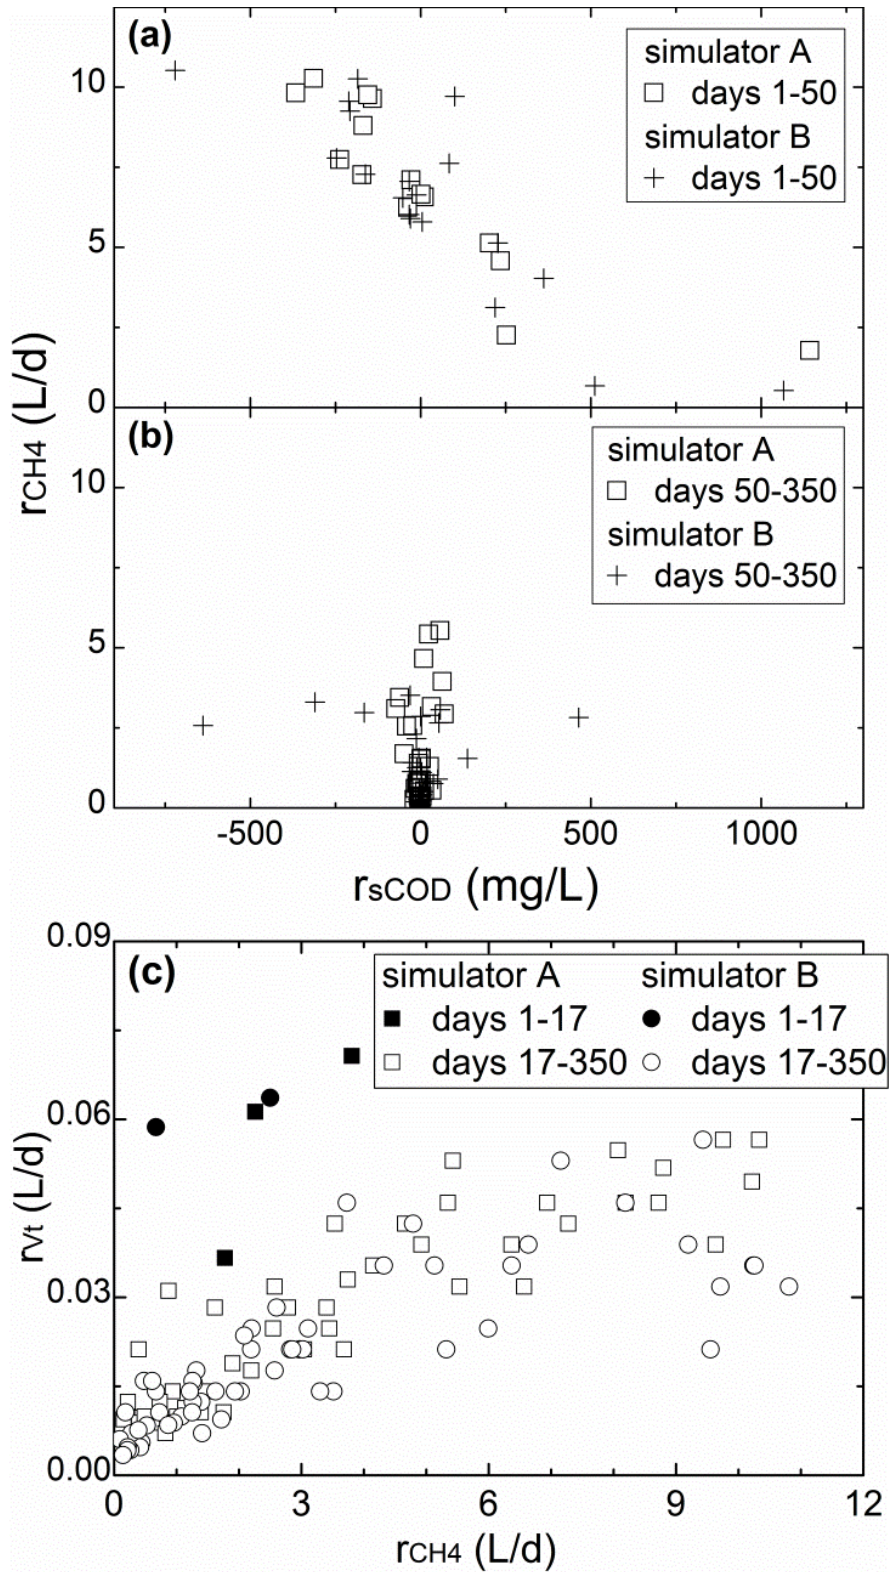 (a)
simulator A
days 1-50
simulator B
days 1-50
10
5
0
rCH4 (L/d)
(b)
simulator A
days 50-350
simulator B
days 50-350
10
5
0
-500 0 500 1000
rsCOD (mg/L)
(c)
simulator A simulator B
days 1-17 days 1-17
days 17-350 days 17-350
0.09
0.06
0.03
0.00
rVt (L/d)
0 3 6 9 12
rCH4 (L/d)